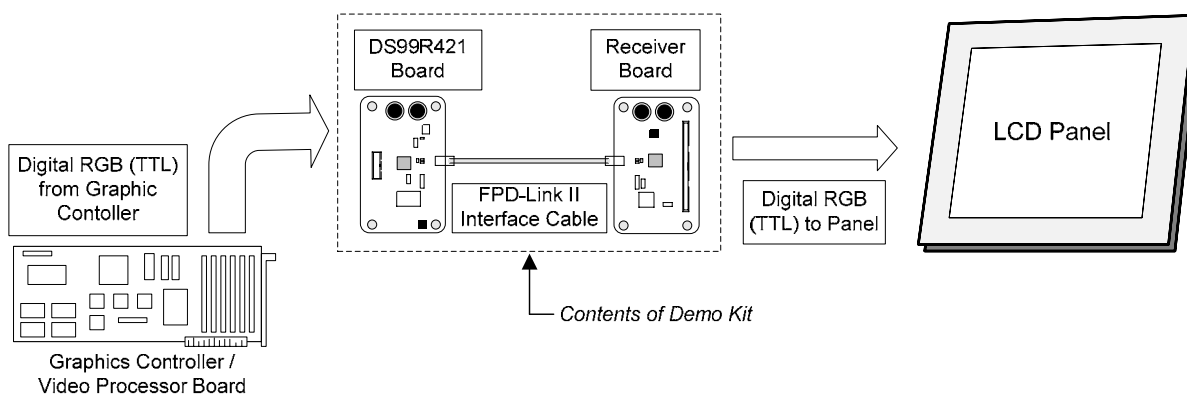 DS99R421
Board
Receiver
Board
Digital RGB (TTL)
from Graphic
Contoller
FPD-Link II
Interface Cable
Digital RGB
(TTL) to Panel
LCD Panel
Contents of Demo Kit
Graphics Controller /
Video Processor Board